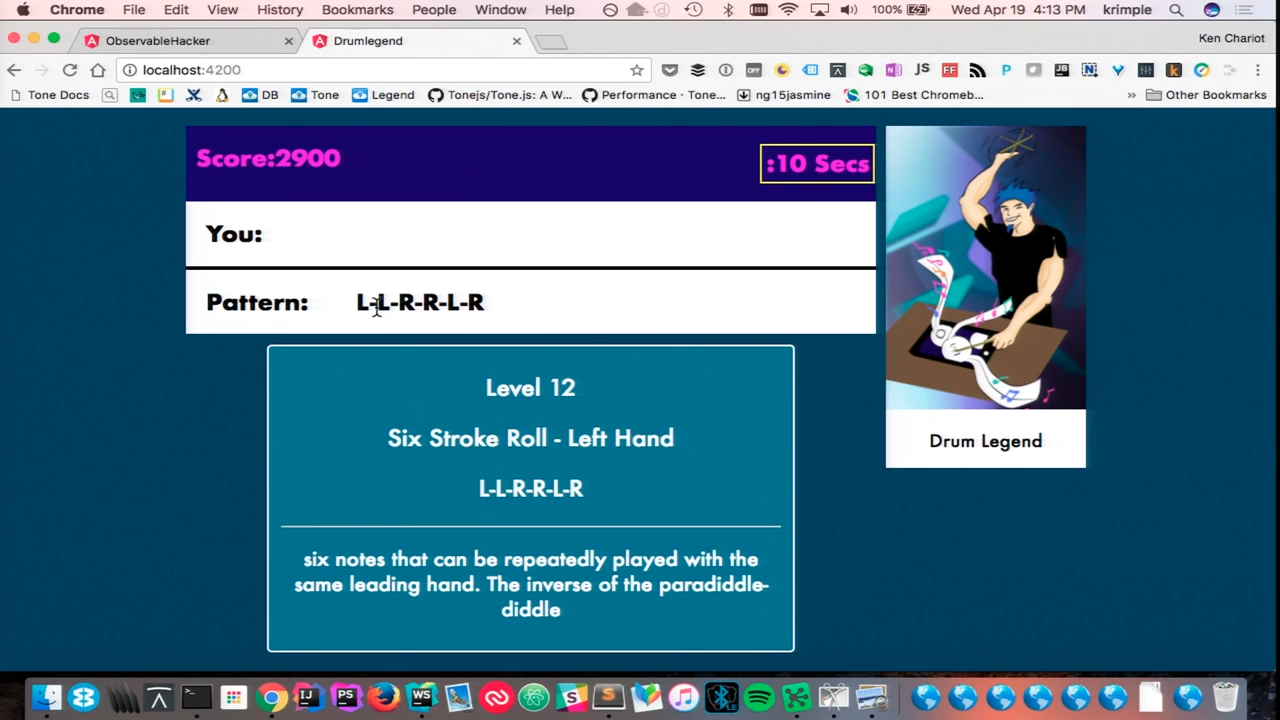 Chrome File Edit View History Bookmarks People Window Help 100% Wed Apr 19 4:13 PM krimple
ObservableHacker Drumlegend Ken Chariot
localhost:4200
Tone Docs DB Tone Legend Tonejs/Tone.js: A W... Performance · Tone... ng15jasmine 101 Best Chromeb... » Other Bookmarks
Score:2900 :10 Secs
You:
Pattern: L-L-R-R-L-R
Level 12
Six Stroke Roll - Left Hand
L-L-R-R-L-R
six notes that can be repeatedly played with the
same leading hand. The inverse of the paradiddle-
diddle
Drum Legend